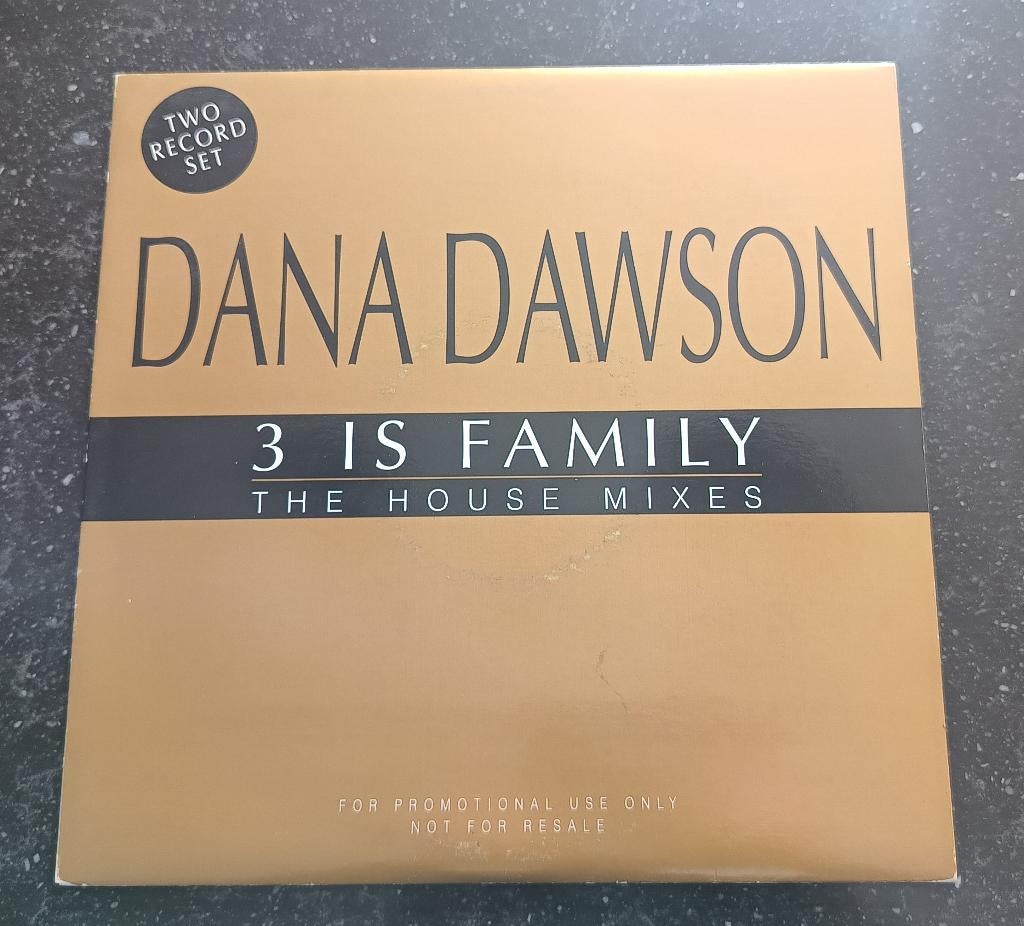 TWO
RECORD
SET
DANA DAWSON
3 IS FAMILY
THE HOUSE MIXES
FOR PROMOTIONAL USE ONLY
NOT FOR RESALE